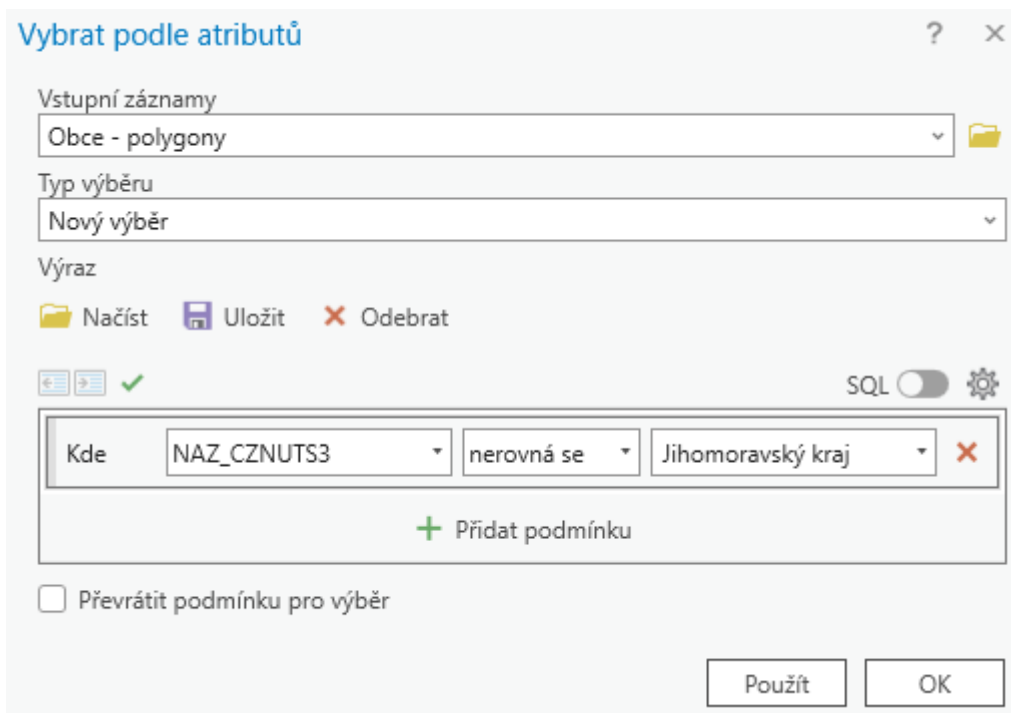 Vybrat podle atributů ? ×
Vstupní záznamy
Obce - polygony
Typ výběru
Nový výběr
Výraz
Načíst Uložit Odebrat
SQL
Kde NAZ_CZNUTS3 nerovná se Jihomoravský kraj
Přidat podmínku
Převrátit podmínku pro výběr
Použít OK